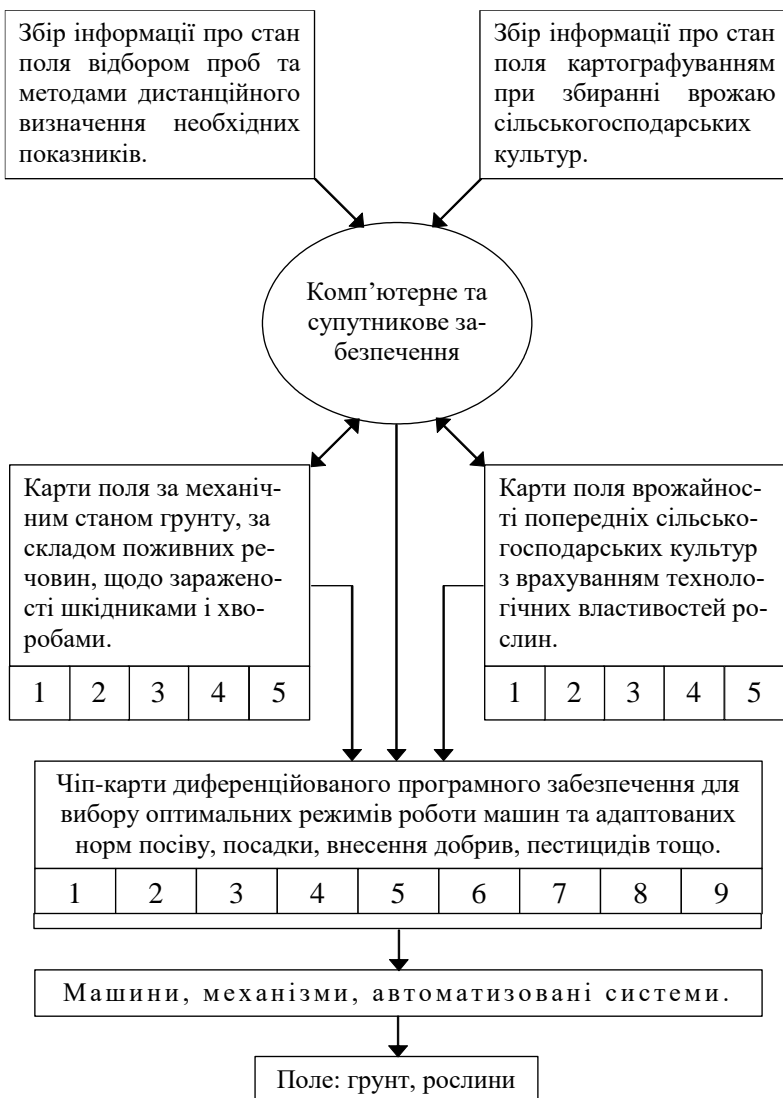 Збір інформації про стан
поля відбором проб та
методами дистанційного
визначення необхідних
показників.
Збір інформації про стан
поля картографуванням
при збиранні врожаю
сільськогосподарських
культур.
Комп’ютерне та
супутникове за-
безпечення
Карти поля за механіч-
ним станом грунту, за
складом поживних ре-
човин, щодо зараженос-
ті шкідниками і хво-
робами.
1 2 3 4 5
Карти поля врожайнос-
ті попередніх сільсько-
господарських культур
з врахуванням техноло-
гічних властивостей ро-
слин.
1 2 3 4 5
Чіп-карти диференційованого програмного забезпечення для
вибору оптимальних режимів роботи машин та адаптованих
норм посіву, посадки, внесення добрив, пестицидів тощо.
1 2 3 4 5 6 7 8 9
Машини, механізми, автоматизовані системи.
Поле: грунт, рослини